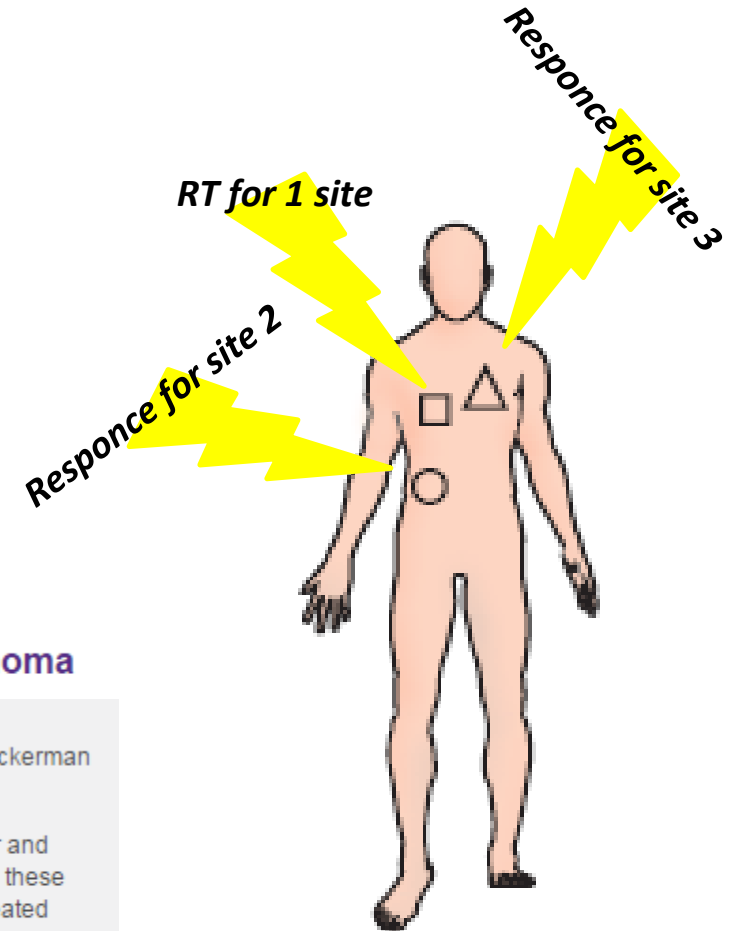 Responce for site 3
RT for 1 site
Responce for site 2
oma
ckerman
and
these
ated